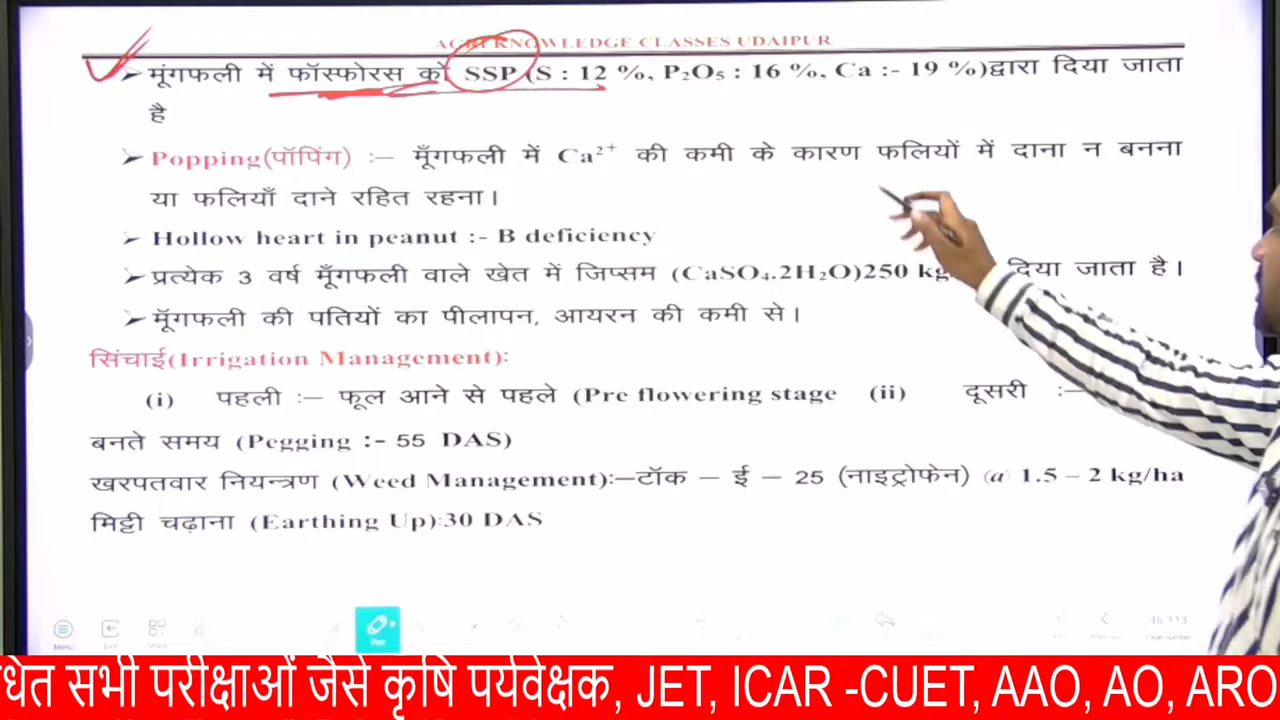 AGRI KNOWLEDGE CLASSES UDAIPUR
➢ मूंगफली में फॉस्फोरस को SSP (S : 12 %, P₂O₅ : 16 %, Ca :- 19 %)द्वारा दिया जाता
है
➢ Popping(पॉपिंग) :– मूँगफली में Ca²⁺ की कमी के कारण फलियों में दाना न बनना
या फलियाँ दाने रहित रहना।
➢ Hollow heart in peanut :- B deficiency
➢ प्रत्येक 3 वर्ष मूँगफली वाले खेत में जिप्सम (CaSO₄.2H₂O)250 kg दिया जाता है।
➢ मूँगफली की पतियों का पीलापन, आयरन की कमी से।
सिंचाई(Irrigation Management):
(i) पहली :– फूल आने से पहले (Pre flowering stage (ii) दूसरी :–
बनते समय (Pegging :- 55 DAS)
खरपतवार नियन्त्रण (Weed Management):–टॉक – ई – 25 (नाइट्रोफेन) @ 1.5 – 2 kg/ha
मिट्टी चढ़ाना (Earthing Up):30 DAS
Menu
Pen
धित सभी परीक्षाओं जैसे कृषि पर्यवेक्षक, JET, ICAR -CUET, AAO, AO, ARO